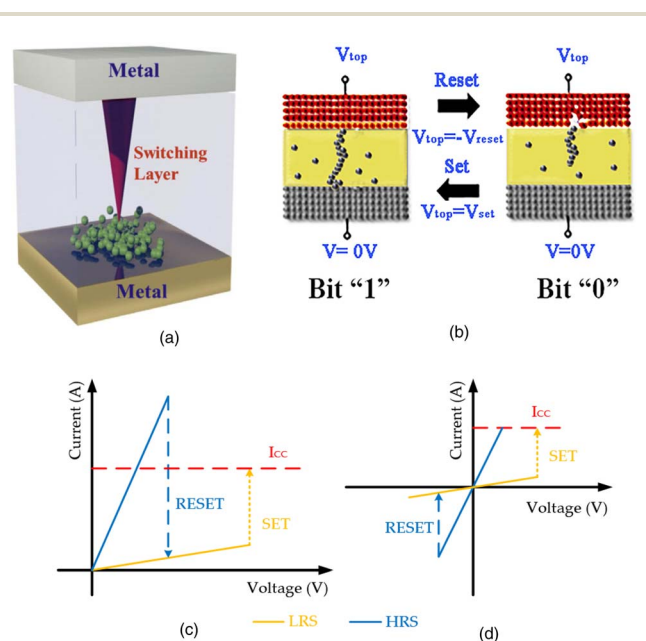 Metal
Switching
Layer
Metal
(a)
Vtop
Vtop
Reset
Vtop=-Vreset
Set
Vtop=Vset
V= 0V
V=0V
Bit “1”
Bit “0”
(b)
Current (A)
Icc
RESET
SET
Voltage (V)
(c)
Current (A)
Icc
SET
Voltage (V)
RESET
(d)
LRS
HRS